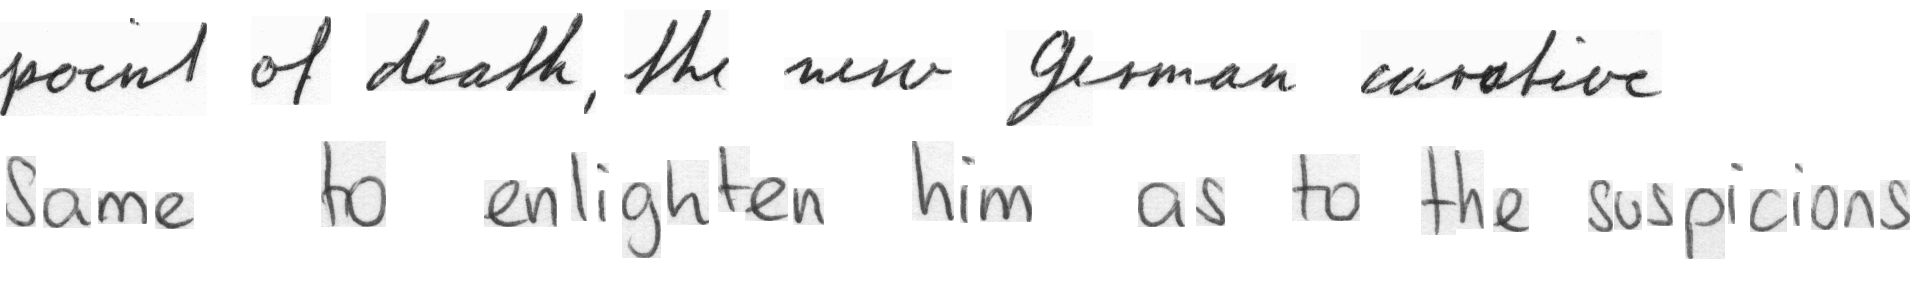 point of death, the new German curative
Same to enlighten him as to the suspicions